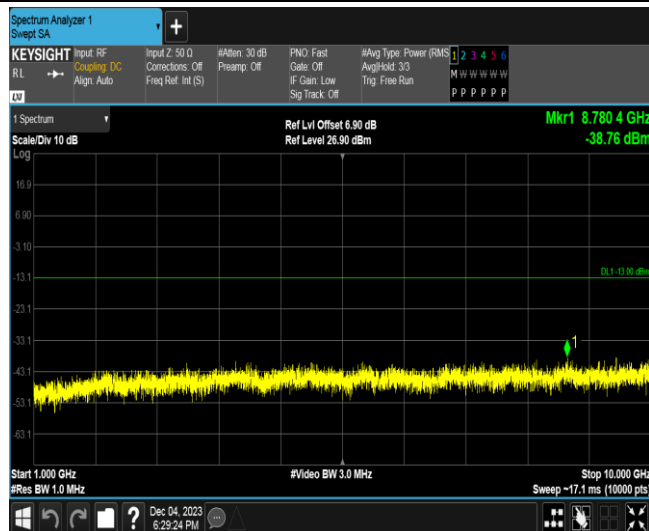 Spectrum Analyzer 1
Swept SA
+
KEYSIGHT
RL
LXI
Input: RF
Coupling: DC
Align: Auto
Input Z: 50 Ω
Corrections: Off
Freq Ref: Int (S)
#Atten: 30 dB
Preamp: Off
PNO: Fast
Gate: Off
IF Gain: Low
Sig Track: Off
#Avg Type: Power (RMS
Avg|Hold: 3/3
Trig: Free Run
1 2 3 4 5 6
M W W W W W
P P P P P P
1 Spectrum
Scale/Div 10 dB
Log
Ref Lvl Offset 6.90 dB
Ref Level 26.90 dBm
Mkr1 8.780 4 GHz
-38.76 dBm
16.9
6.90
-3.10
-13.1
DL1 -13.00 dBm
-23.1
-33.1
1
-43.1
-53.1
-63.1
Start 1.000 GHz
#Res BW 1.0 MHz
#Video BW 3.0 MHz
Stop 10.000 GHz
Sweep ~17.1 ms (10000 pts)
?
Dec 04, 2023
6:29:24 PM